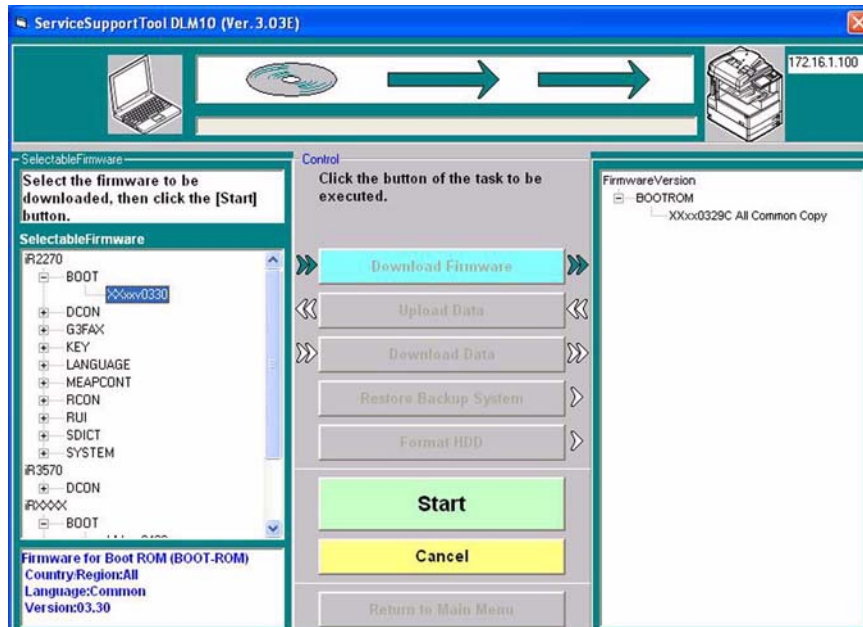 ServiceSupportTool DLM10 (Ver.3.03E)
172.16.1.100
SelectableFirmware
Select the firmware to be
downloaded, then click the [Start]
button.
SelectableFirmware
iR2270
BOOT
XXxxv0330
DCON
G3FAX
KEY
LANGUAGE
MEAPCONT
RCON
RUI
SDICT
SYSTEM
iR3570
DCON
iRXXXX
BOOT
Firmware for Boot ROM (BOOT-ROM)
Country/Region:All
Language:Common
Version:03.30
Control
Click the button of the task to be
executed.
Download Firmware
Upload Data
Download Data
Restore Backup System
Format HDD
Start
Cancel
Return to Main Menu
FirmwareVersion
BOOTROM
XXxx0329C All Common Copy